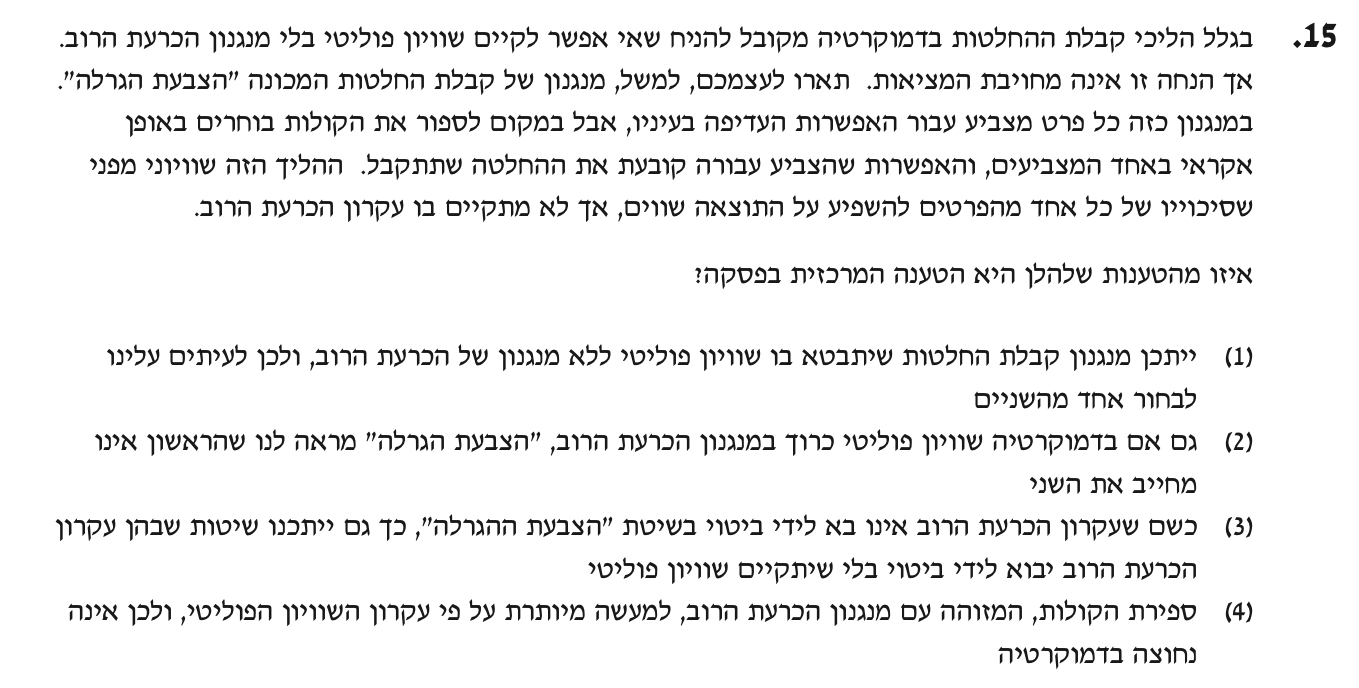 15. בגלל הליכי קבלת ההחלטות בדמוקרטיה מקובל להניח שאי אפשר לקיים שוויון פוליטי בלי מנגנון הכרעת הרוב.
אך הנחה זו אינה מחויבת המציאות. תארו לעצמכם, למשל, מנגנון של קבלת החלטות המכונה "הצבעת הגרלה".
במנגנון כזה כל פרט מצביע עבור האפשרות העדיפה בעיניו, אבל במקום לספור את הקולות בוחרים באופן
אקראי באחד המצביעים, והאפשרות שהצביע עבורה קובעת את ההחלטה שתתקבל. ההליך הזה שוויוני מפני
שסיכוייו של כל אחד מהפרטים להשפיע על התוצאה שווים, אך לא מתקיים בו עקרון הכרעת הרוב.
איזו מהטענות שלהלן היא הטענה המרכזית בפסקה?
(1) ייתכן מנגנון קבלת החלטות שיתבטא בו שוויון פוליטי ללא מנגנון של הכרעת הרוב, ולכן לעיתים עלינו
לבחור אחד מהשניים
(2) גם אם בדמוקרטיה שוויון פוליטי כרוך במנגנון הכרעת הרוב, "הצבעת הגרלה" מראה לנו שהראשון אינו
מחייב את השני
(3) כשם שעקרון הכרעת הרוב אינו בא לידי ביטוי בשיטת "הצבעת ההגרלה", כך גם ייתכנו שיטות שבהן עקרון
הכרעת הרוב יבוא לידי ביטוי בלי שיתקיים שוויון פוליטי
(4) ספירת הקולות, המזוהה עם מנגנון הכרעת הרוב, למעשה מיותרת על פי עקרון השוויון הפוליטי, ולכן אינה
נחוצה בדמוקרטיה